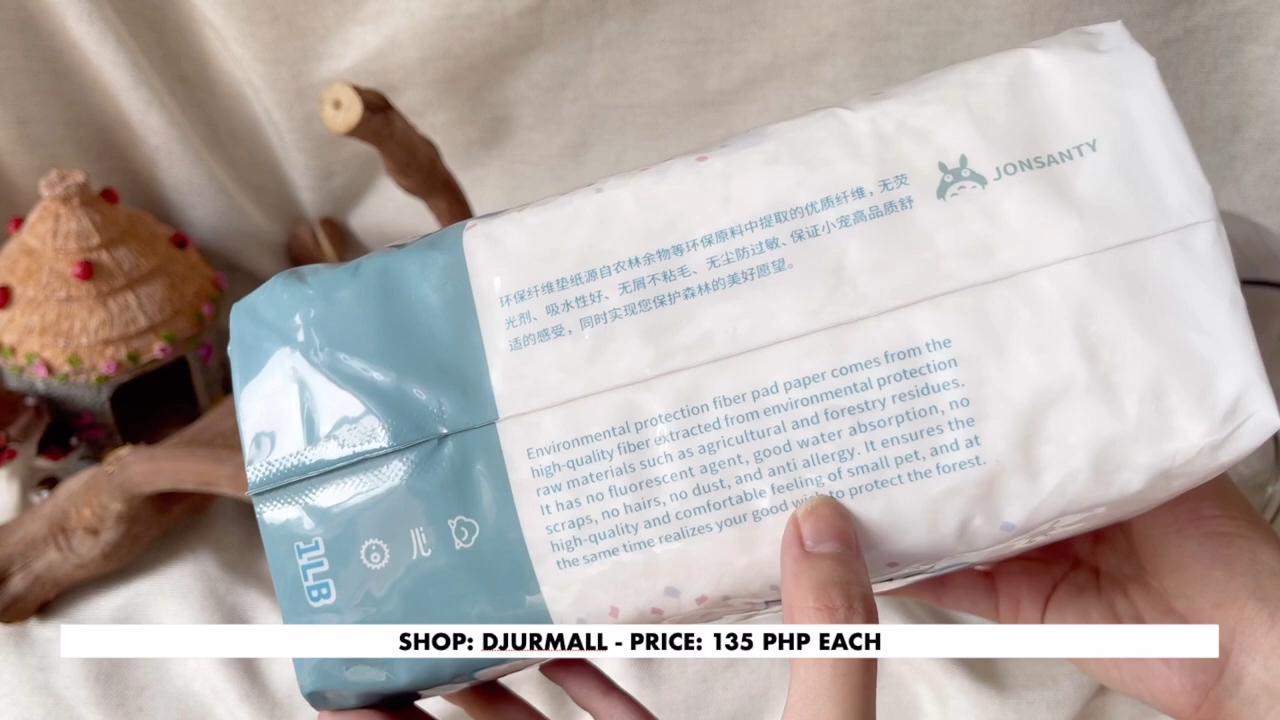 JONSANTY
环保纤维垫纸源自农林余物等环保原料中提取的优质纤维，无荧
光剂、吸水性好、无屑不粘毛、无尘防过敏、保证小宠高品质舒
适的感受，同时实现您保护森林的美好愿望。
Environmental protection fiber pad paper comes from the
high-quality fiber extracted from environmental protection
raw materials such as agricultural and forestry residues.
It has no fluorescent agent, good water absorption, no
scraps, no hairs, no dust, and anti allergy. It ensures the
high-quality and comfortable feeling of small pet, and at
the same time realizes your good wish to protect the forest.
1LB
SHOP: DJURMALL - PRICE: 135 PHP EACH